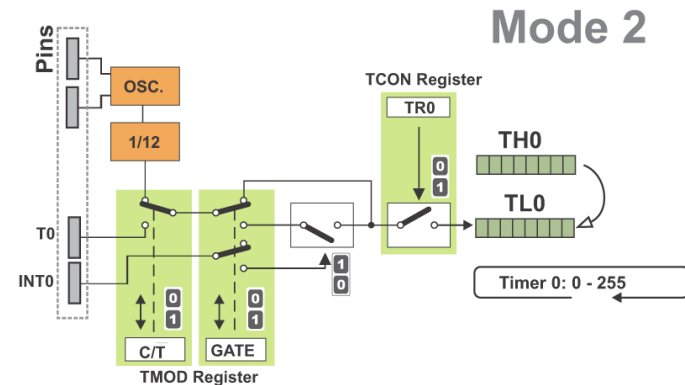 Mode 2
Pins
OSC.
1/12
TCON Register
TR0
0
1
TH0
TL0
T0
INT0
1
0
0
1
0
1
Timer 0: 0 - 255
C/T̅
GATE
TMOD Register